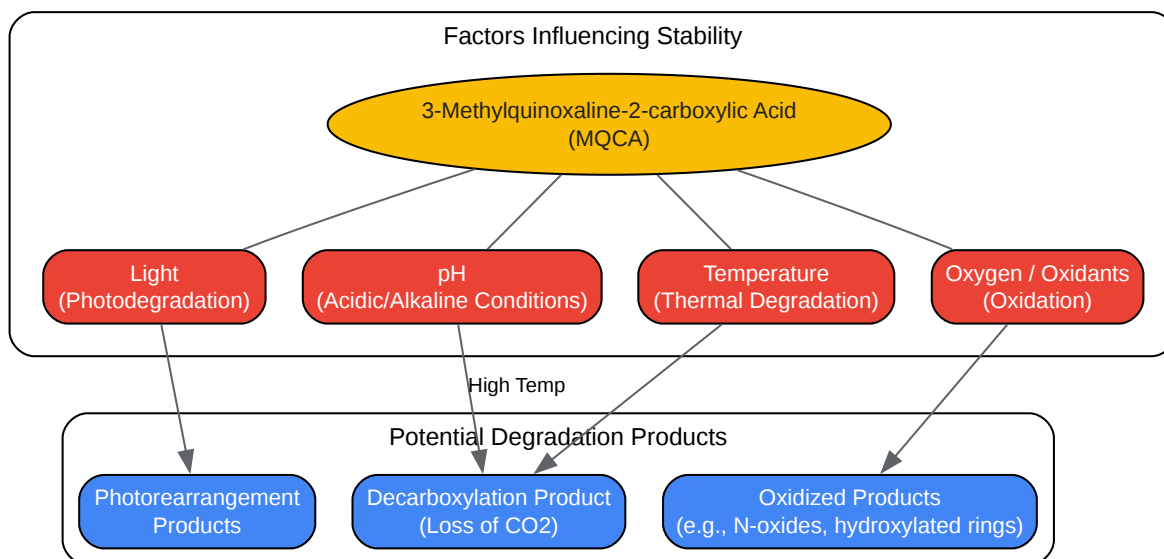 Factors Influencing Stability
3-Methylquinoxaline-2-carboxylic Acid
(MQCA)
Light
(Photodegradation)
pH
(Acidic/Alkaline Conditions)
Temperature
(Thermal Degradation)
Oxygen / Oxidants
(Oxidation)
High Temp
Potential Degradation Products
Photorearrangement
Products
Decarboxylation Product
(Loss of CO2)
Oxidized Products
(e.g., N-oxides, hydroxylated rings)